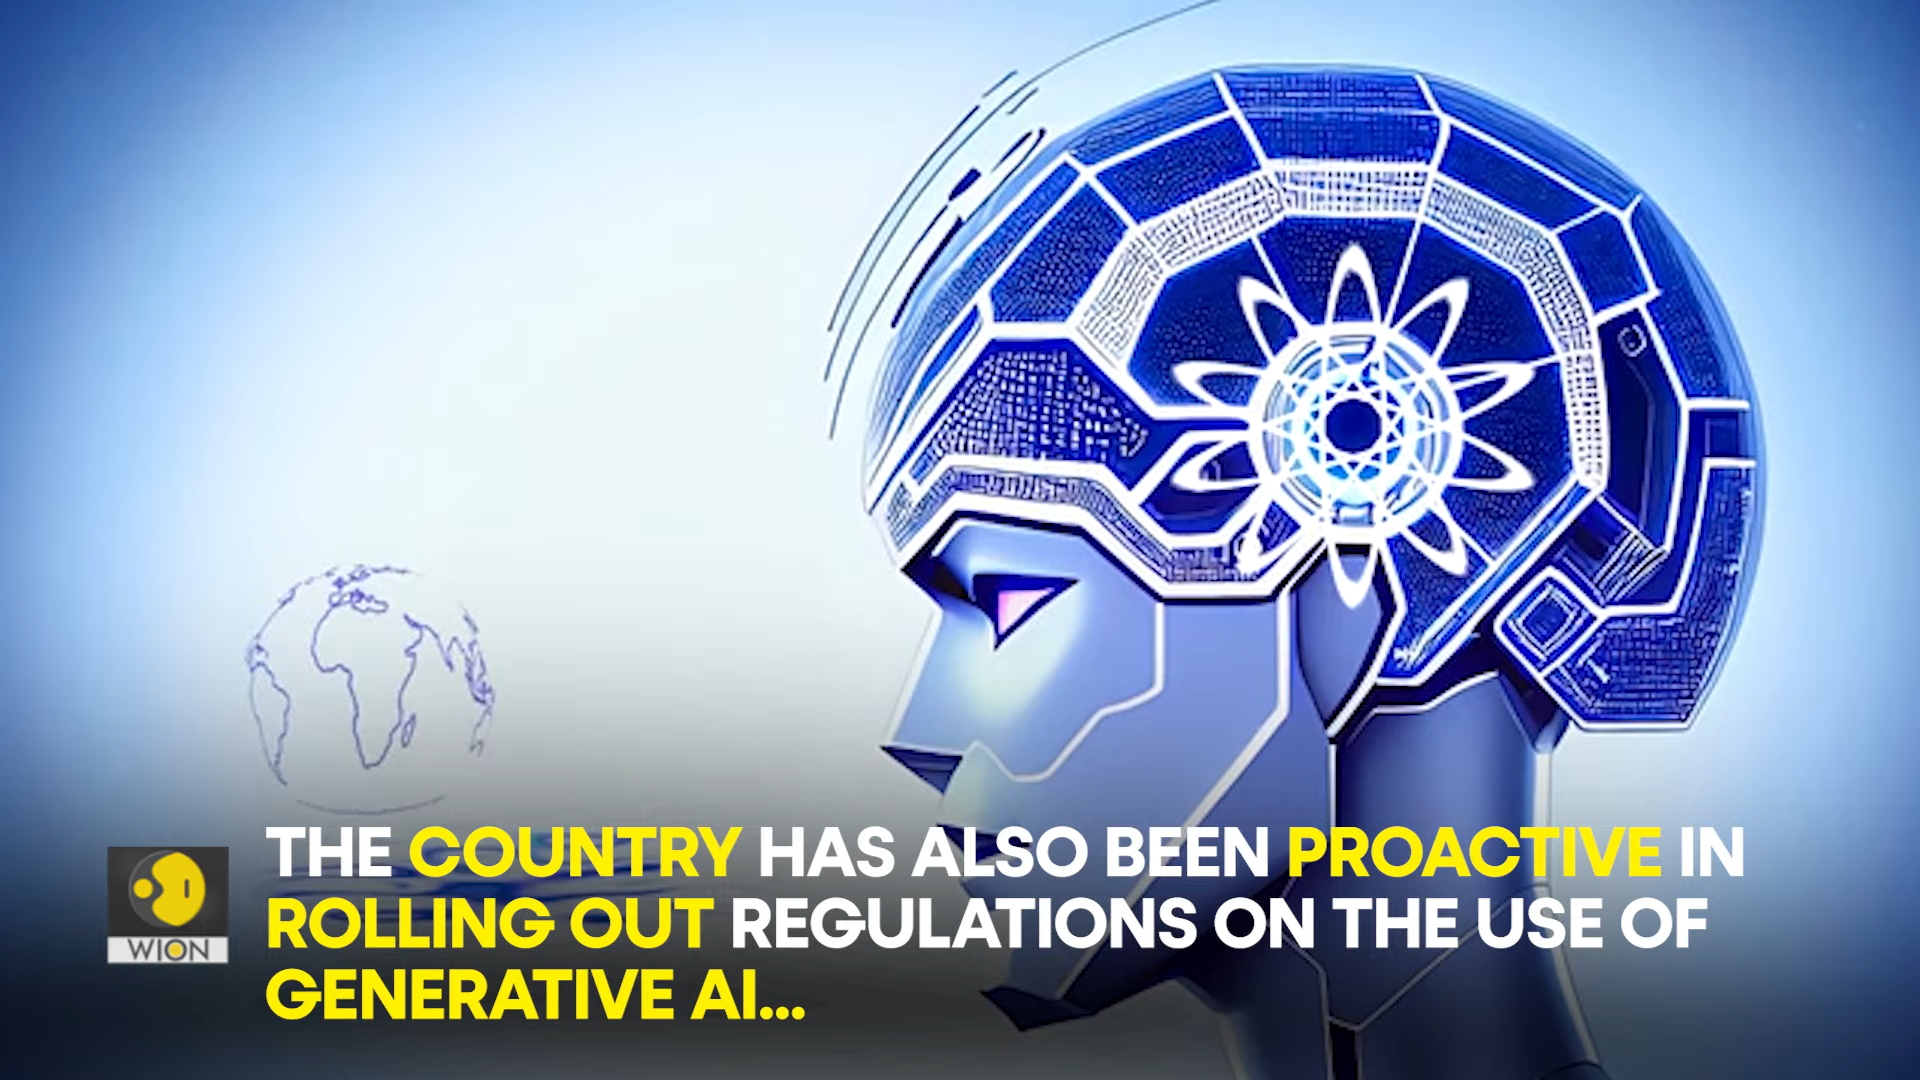 THE COUNTRY HAS ALSO BEEN PROACTIVE IN
ROLLING OUT REGULATIONS ON THE USE OF
GENERATIVE AI...
WION